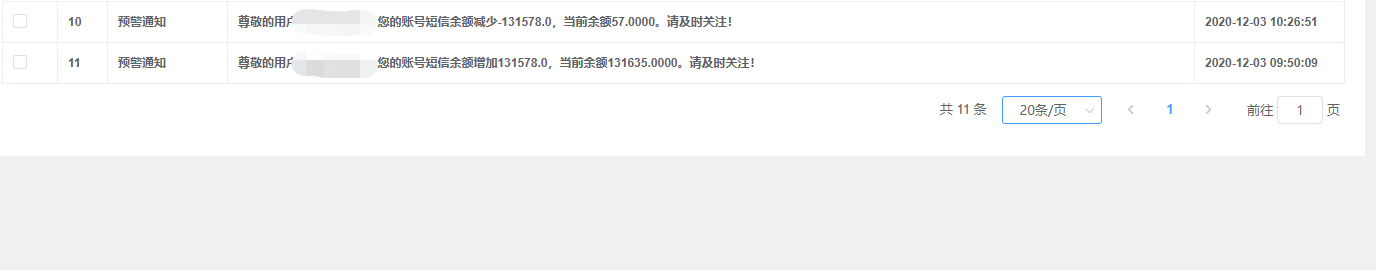 10 预警通知 尊敬的用户 您的账号短信余额减少-131578.0，当前余额57.0000。请及时关注！ 2020-12-03 10:26:51
11 预警通知 尊敬的用户 您的账号短信余额增加131578.0，当前余额131635.0000。请及时关注！ 2020-12-03 09:50:09
共 11 条 20条/页 1 前往 1 页